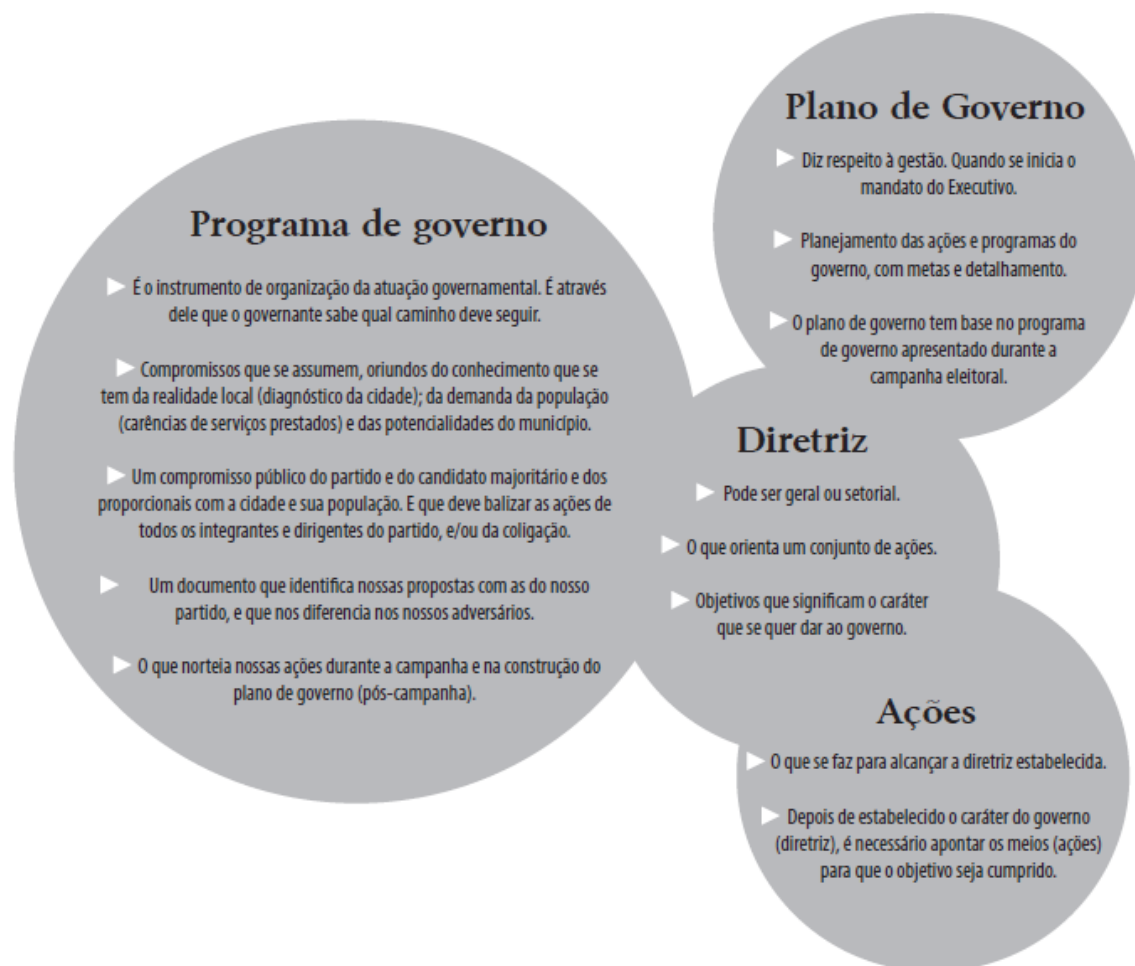 Programa de governo
É o instrumento de organização da atuação governamental. É através
dele que o governante sabe qual caminho deve seguir.
Compromissos que se assumem, oriundos do conhecimento que se
tem da realidade local (diagnóstico da cidade); da demanda da população
(carências de serviços prestados) e das potencialidades do município.
Um compromisso público do partido e do candidato majoritário e dos
proporcionais com a cidade e sua população. E que deve balizar as ações de
todos os integrantes e dirigentes do partido, e/ou da coligação.
Um documento que identifica nossas propostas com as do nosso
partido, e que nos diferencia nos nossos adversários.
O que norteia nossas ações durante a campanha e na construção do
plano de governo (pós-campanha).
Plano de Governo
Diz respeito à gestão. Quando se inicia o
mandato do Executivo.
Planejamento das ações e programas do
governo, com metas e detalhamento.
O plano de governo tem base no programa
de governo apresentado durante a
campanha eleitoral.
Diretriz
Pode ser geral ou setorial.
O que orienta um conjunto de ações.
Objetivos que significam o caráter
que se quer dar ao governo.
Ações
O que se faz para alcançar a diretriz estabelecida.
Depois de estabelecido o caráter do governo
(diretriz), é necessário apontar os meios (ações)
para que o objetivo seja cumprido.